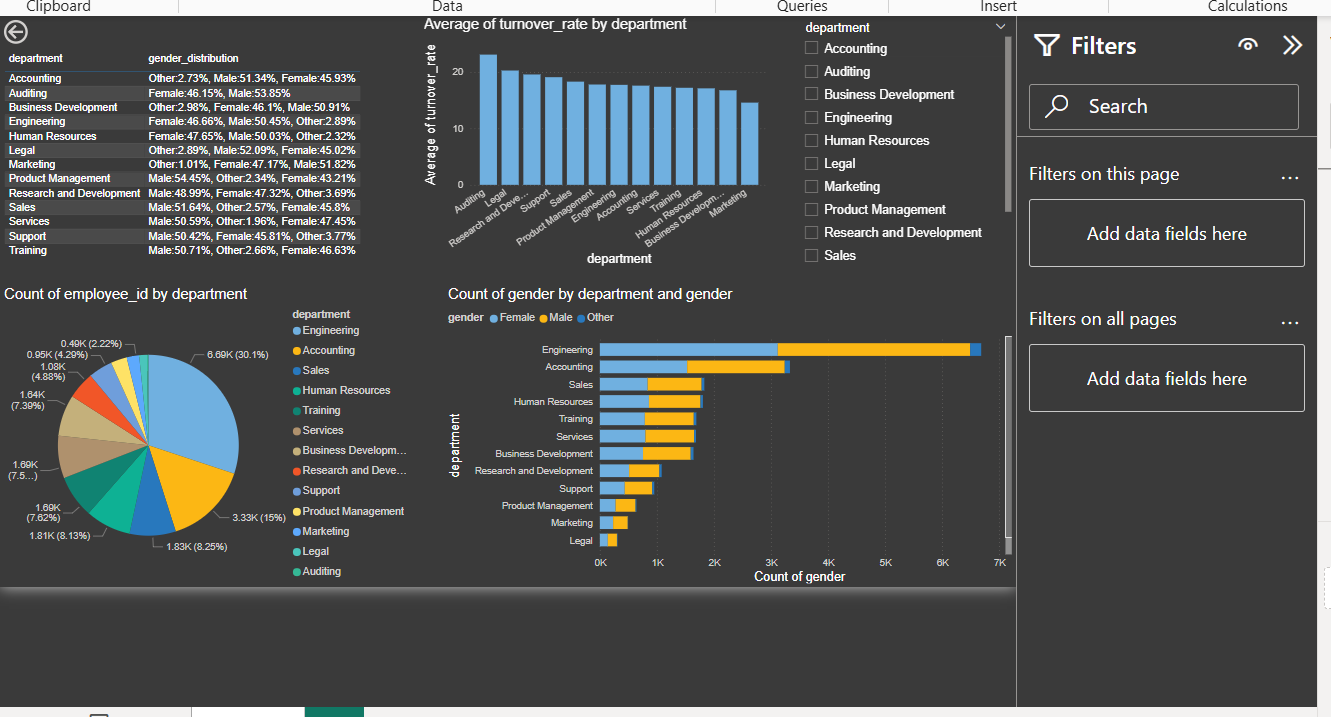 Clipboard
Data
Queries
Insert
Calculations
department gender_distribution
Accounting Other:2.73%, Male:51.34%, Female:45.93%
Auditing Female:46.15%, Male:53.85%
Business Development Other:2.98%, Female:46.1%, Male:50.91%
Engineering Female:46.66%, Male:50.45%, Other:2.89%
Human Resources Female:47.65%, Male:50.03%, Other:2.32%
Legal Other:2.89%, Male:52.09%, Female:45.02%
Marketing Other:1.01%, Female:47.17%, Male:51.82%
Product Management Male:54.45%, Other:2.34%, Female:43.21%
Research and Development Male:48.99%, Female:47.32%, Other:3.69%
Sales Male:51.64%, Other:2.57%, Female:45.8%
Services Male:50.59%, Other:1.96%, Female:47.45%
Support Male:50.42%, Female:45.81%, Other:3.77%
Training Male:50.71%, Other:2.66%, Female:46.63%
Average of turnover_rate by department
Average of turnover_rate
20
10
0
Auditing
Legal
Research and Deve...
Support
Sales
Product Management
Engineering
Accounting
Services
Training
Human Resources
Business Developm...
Marketing
department
department
Accounting
Auditing
Business Development
Engineering
Human Resources
Legal
Marketing
Product Management
Research and Development
Sales
Count of employee_id by department
6.69K (30.1%)
3.33K (15%)
1.83K (8.25%)
1.81K (8.13%)
1.69K
(7.62%)
1.69K
(7.5...)
1.64K
(7.39%)
1.08K
(4.88%)
0.95K (4.29%)
0.49K (2.22%)
department
Engineering
Accounting
Sales
Human Resources
Training
Services
Business Developm...
Research and Deve...
Support
Product Management
Marketing
Legal
Auditing
Count of gender by department and gender
gender Female Male Other
department
Engineering
Accounting
Sales
Human Resources
Training
Services
Business Development
Research and Development
Support
Product Management
Marketing
Legal
0K 1K 2K 3K 4K 5K 6K 7K
Count of gender
Filters
Search
Filters on this page ...
Add data fields here
Filters on all pages ...
Add data fields here